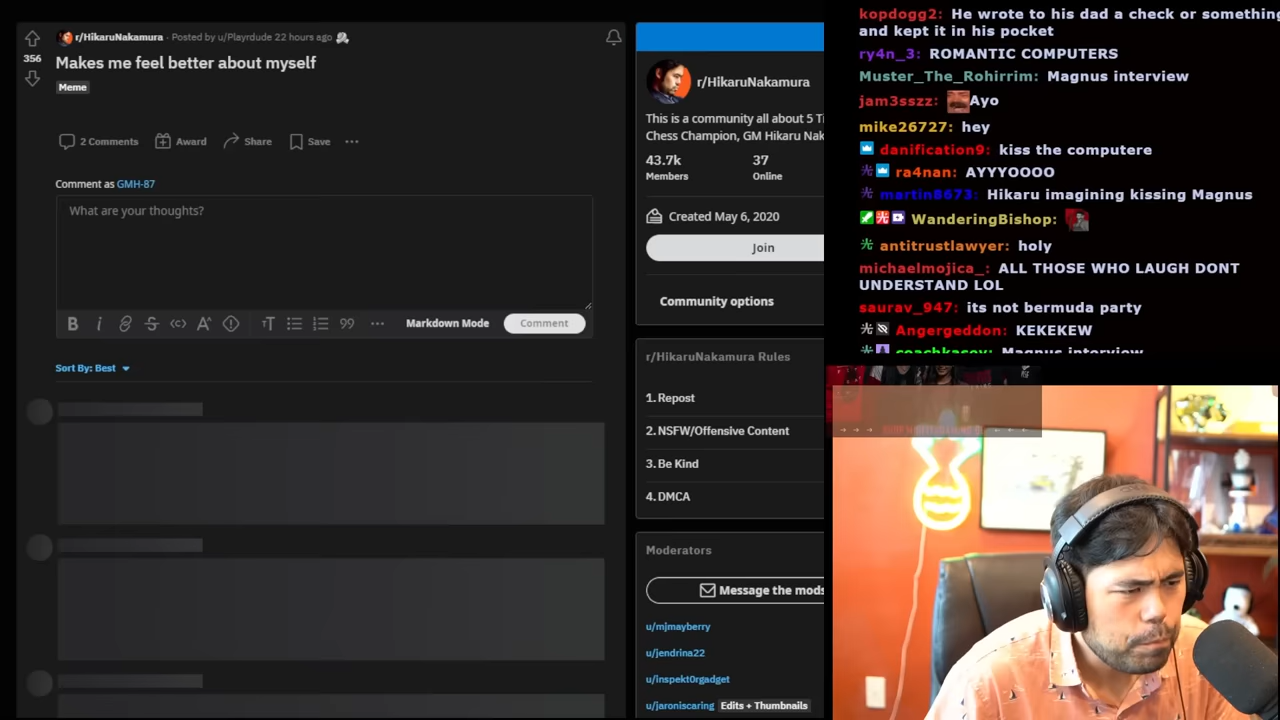 r/HikaruNakamura · Posted by u/Playrdude 22 hours ago
356
Makes me feel better about myself
Meme
2 Comments Award Share Save
Comment as GMH-87
What are your thoughts?
Markdown Mode Comment
Sort By: Best
r/HikaruNakamura
This is a community all about 5 Ti
Chess Champion, GM Hikaru Nak
43.7k 37
Members Online
Created May 6, 2020
Join
Community options
r/HikaruNakamura Rules
1. Repost
2. NSFW/Offensive Content
3. Be Kind
4. DMCA
Moderators
Message the mods
u/mjmayberry
u/jendrina22
u/inspekt0rgadget
u/jaroniscaring Edits + Thumbnails
kopdogg2: He wrote to his dad a check or something
and kept it in his pocket
ry4n_3: ROMANTIC COMPUTERS
Muster_The_Rohirrim: Magnus interview
jam3sszz: Ayo
mike26727: hey
danification9: kiss the computere
ra4nan: AYYYOOOO
martin8673: Hikaru imagining kissing Magnus
WanderingBishop:
antitrustlawyer: holy
michaelmojica_: ALL THOSE WHO LAUGH DONT
UNDERSTAND LOL
saurav_947: its not bermuda party
Angergeddon: KEKEKEW
coachkasey: Magnus interview